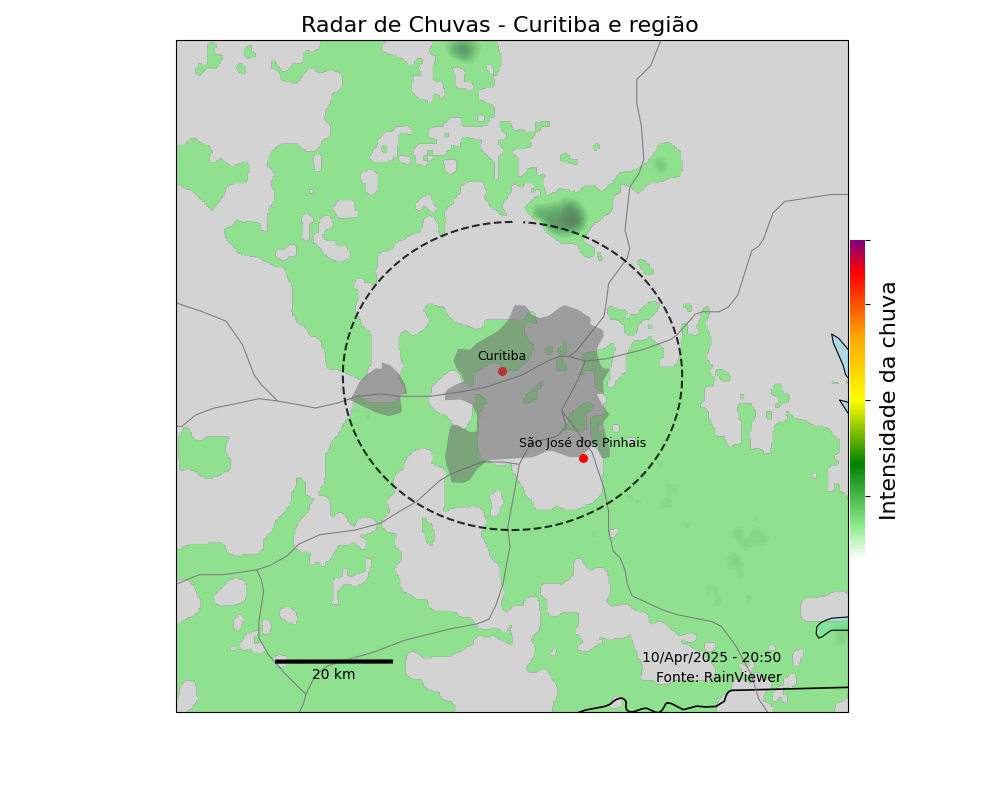 Radar de Chuvas - Curitiba e região
Curitiba
São José dos Pinhais
Intensidade da chuva
10/Apr/2025 - 20:50
Fonte: RainViewer
20 km